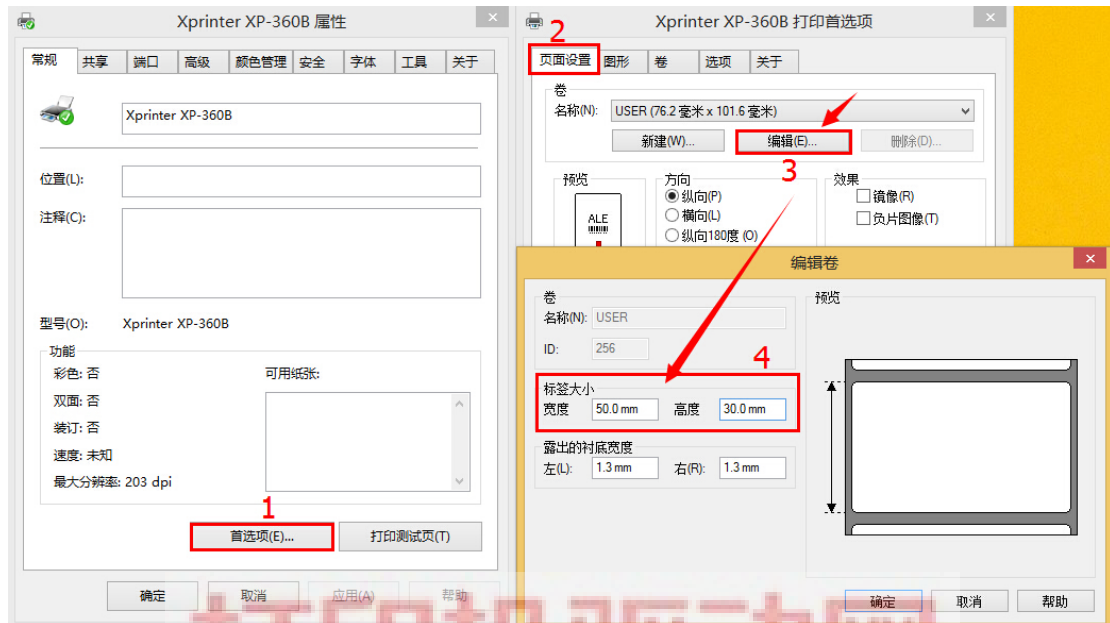 Xprinter XP-360B 属性
常规 共享 端口 高级 颜色管理 安全 字体 工具 关于
Xprinter XP-360B
位置(L):
注释(C):
型号(O): Xprinter XP-360B
功能
彩色: 否 可用纸张:
双面: 否
装订: 否
速度: 未知
最大分辨率: 203 dpi
1
首选项(E)... 打印测试页(T)
确定 取消 应用(A) 帮助
Xprinter XP-360B 打印首选项
2
页面设置 图形 卷 选项 关于
卷
名称(N): USER (76.2 毫米 x 101.6 毫米)
新建(W)... 编辑(E)... 删除(D)...
3
预览 方向 效果
ALE
纵向(P) 镜像(R)
横向(L) 负片图像(T)
纵向180度 (O)
编辑卷
卷 预览
名称(N): USER
ID: 256
4
标签大小
宽度 50.0 mm 高度 30.0 mm
露出的衬底宽度
左(L): 1.3 mm 右(R): 1.3 mm
确定 取消 帮助